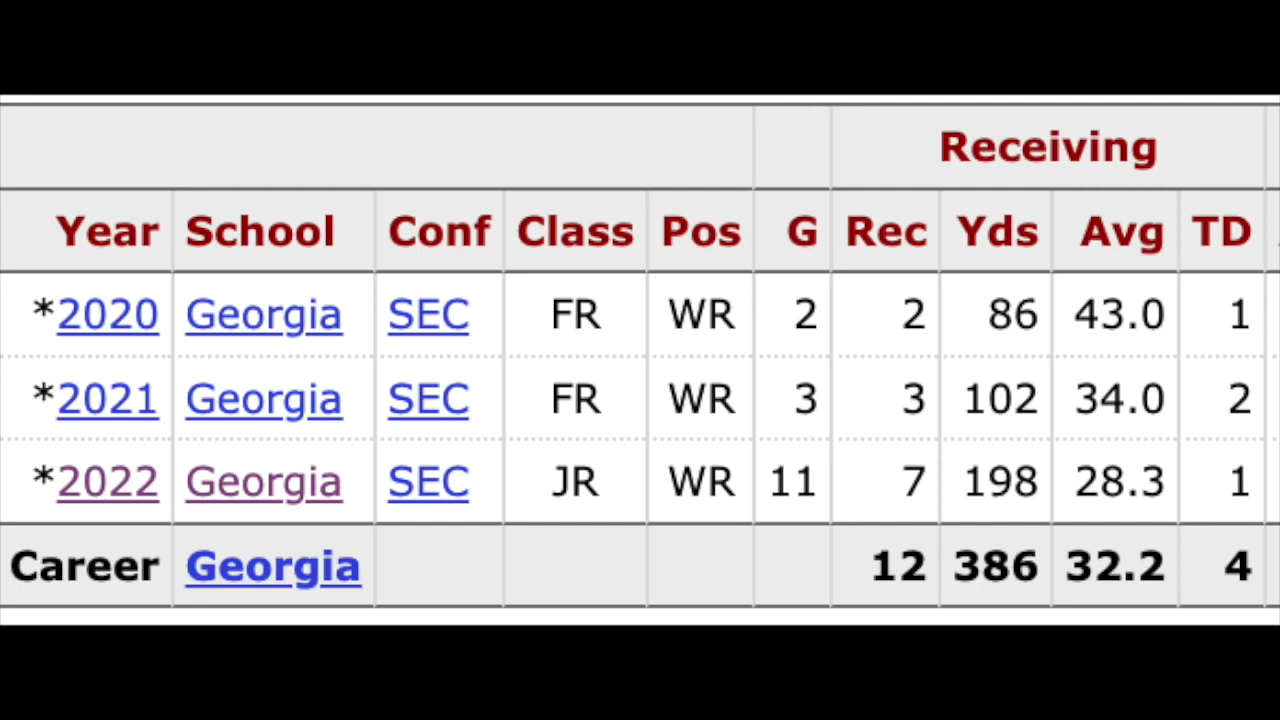 Receiving
Year School Conf Class Pos G Rec Yds Avg TD
*2020 Georgia SEC FR WR 2 2 86 43.0 1
*2021 Georgia SEC FR WR 3 3 102 34.0 2
*2022 Georgia SEC JR WR 11 7 198 28.3 1
Career Georgia 12 386 32.2 4